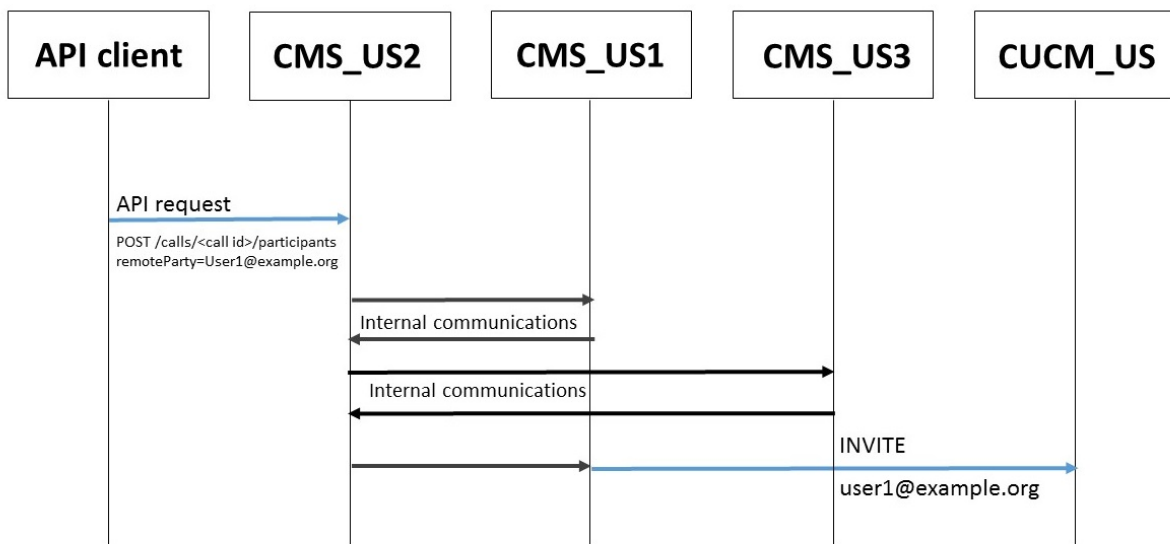 API client
CMS_US2
CMS_US1
CMS_US3
CUCM_US
API request
POST /calls/<call id>/participants
remoteParty=User1@example.org
Internal communications
Internal communications
INVITE
user1@example.org